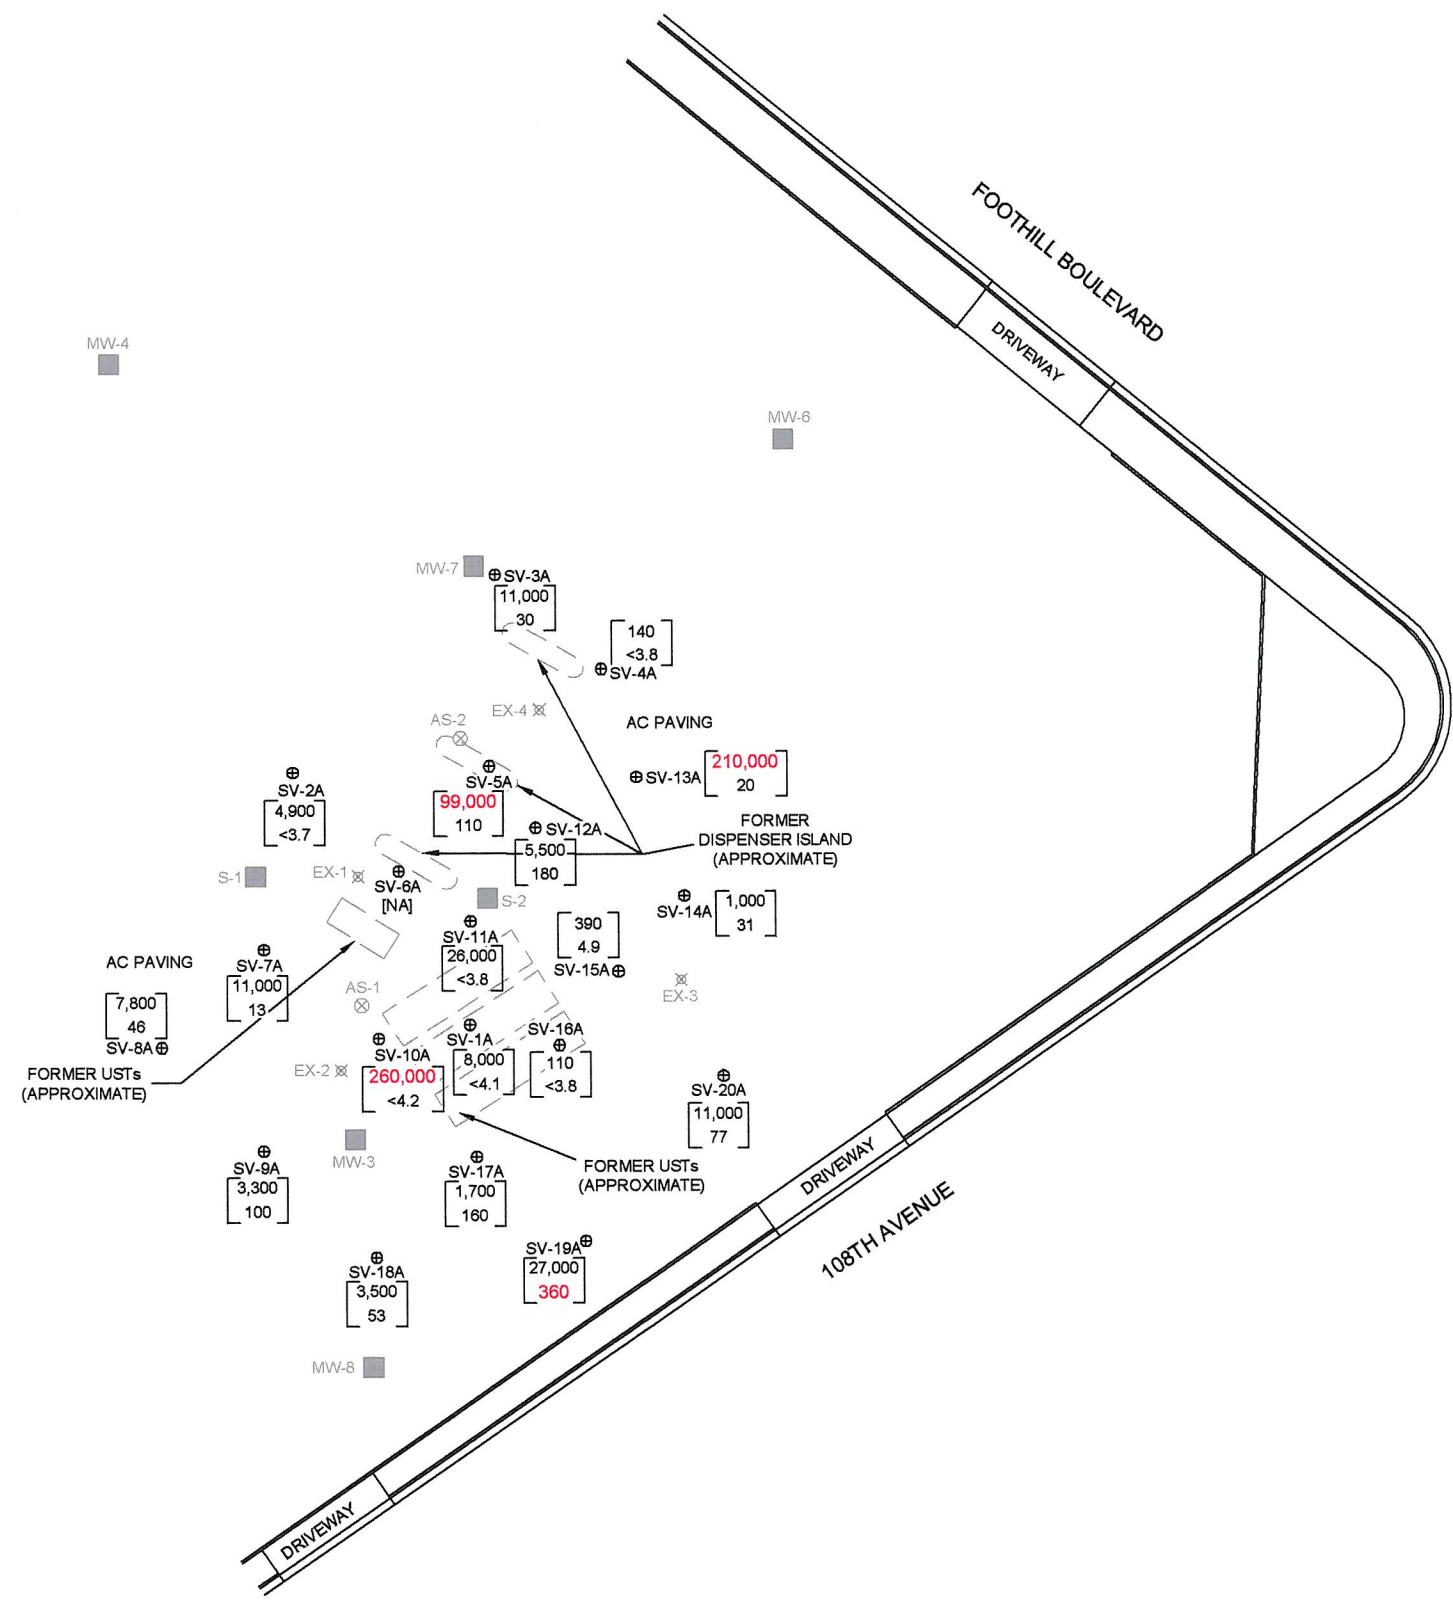 FOOTHILL BOULEVARD
DRIVEWAY
MW-4
MW-6
MW-7
SV-3A
11,000
30
140
<3.8
SV-4A
EX-4
AS-2
AC PAVING
SV-5A
99,000
110
SV-13A
210,000
20
SV-2A
4,900
<3.7
SV-12A
5,500
180
FORMER
DISPENSER ISLAND
(APPROXIMATE)
S-1
EX-1
SV-6A
[NA]
S-2
SV-14A
1,000
31
SV-11A
26,000
<3.8
390
4.9
SV-15A
EX-3
AC PAVING
SV-7A
11,000
13
AS-1
7,800
46
SV-8A
FORMER USTs
(APPROXIMATE)
EX-2
SV-10A
260,000
<4.2
SV-1A
8,000
<4.1
SV-16A
110
<3.8
SV-20A
11,000
77
MW-3
SV-9A
3,300
100
SV-17A
1,700
160
FORMER USTs
(APPROXIMATE)
DRIVEWAY
108TH AVENUE
SV-19A
27,000
360
SV-18A
3,500
53
MW-8
DRIVEWAY